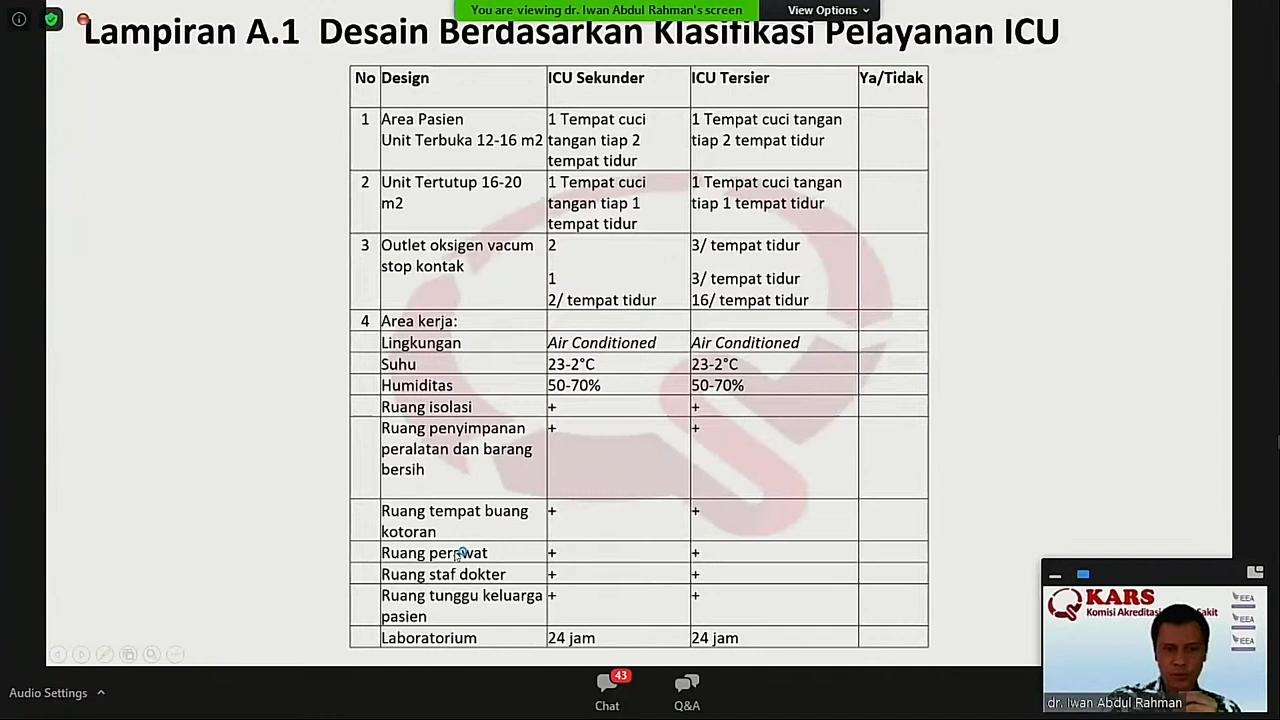 You are viewing dr. Iwan Abdul Rahman's screen
View Options
Lampiran A.1 Desain Berdasarkan Klasifikasi Pelayanan ICU
No Design ICU Sekunder ICU Tersier Ya/Tidak
1 Area Pasien 1 Tempat cuci 1 Tempat cuci tangan
Unit Terbuka 12-16 m2 tangan tiap 2 tiap 2 tempat tidur
tempat tidur
2 Unit Tertutup 16-20 1 Tempat cuci 1 Tempat cuci tangan
m2 tangan tiap 1 tiap 1 tempat tidur
tempat tidur
3 Outlet oksigen vacum 2 3/ tempat tidur
stop kontak
1 3/ tempat tidur
2/ tempat tidur 16/ tempat tidur
4 Area kerja:
Lingkungan Air Conditioned Air Conditioned
Suhu 23-2°C 23-2°C
Humiditas 50-70% 50-70%
Ruang isolasi + +
Ruang penyimpanan + +
peralatan dan barang
bersih
Ruang tempat buang + +
kotoran
Ruang perawat + +
Ruang staf dokter + +
Ruang tunggu keluarga + +
pasien
Laboratorium 24 jam 24 jam
KARS
Komisi Akreditasi Sakit
IEEA
IEEA
IEEA
dr. Iwan Abdul Rahman
Audio Settings
43
Chat
Q&A